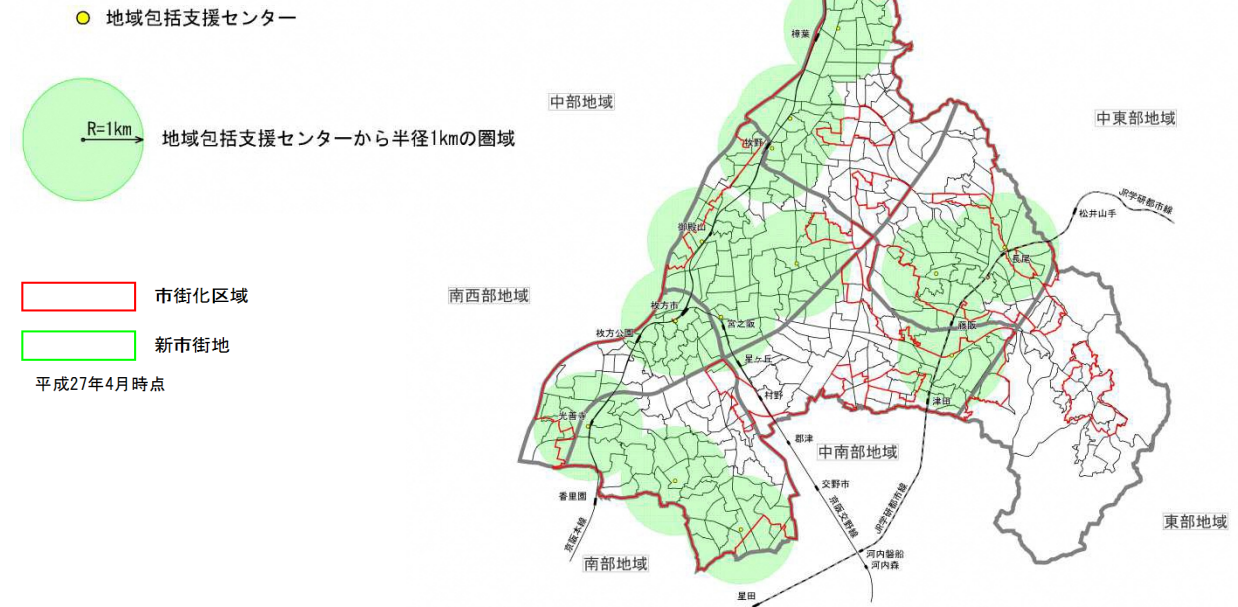 地域包括支援センター
R=1km
地域包括支援センターから半径1kmの圏域
市街化区域
新市街地
平成27年4月時点
樟葉
中部地域
中東部地域
牧野
JR学研都市線
松井山手
御殿山
長尾
南西部地域
枚方市
宮之阪
枚方公園
藤阪
星ヶ丘
村野
津田
光善寺
郡津
中南部地域
交野市
香里園
京阪本線
京阪交野線
JR学研都市線
東部地域
南部地域
河内磐船
河内森
星田